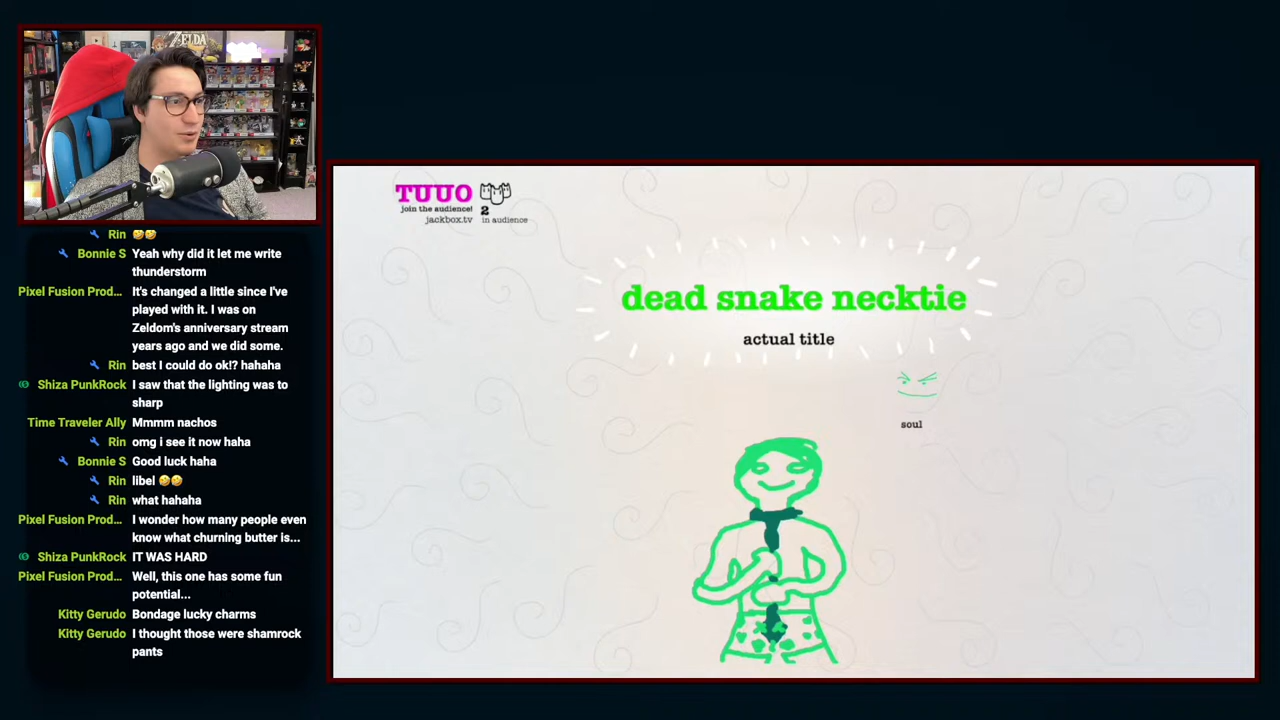 ZELDA
Rin 🤣🤣
Bonnie S Yeah why did it let me write
thunderstorm
Pixel Fusion Prod... It's changed a little since I've
played with it. I was on
Zeldom's anniversary stream
years ago and we did some.
Rin best I could do ok!? hahaha
Shiza PunkRock I saw that the lighting was to
sharp
Time Traveler Ally Mmmm nachos
Rin omg i see it now haha
Bonnie S Good luck haha
Rin libel 🤣🤣
Rin what hahaha
Pixel Fusion Prod... I wonder how many people even
know what churning butter is...
Shiza PunkRock IT WAS HARD
Pixel Fusion Prod... Well, this one has some fun
potential...
Kitty Gerudo Bondage lucky charms
Kitty Gerudo I thought those were shamrock
pants
TUUO
join the audience!
jackbox.tv
2
in audience
dead snake necktie
actual title
soul